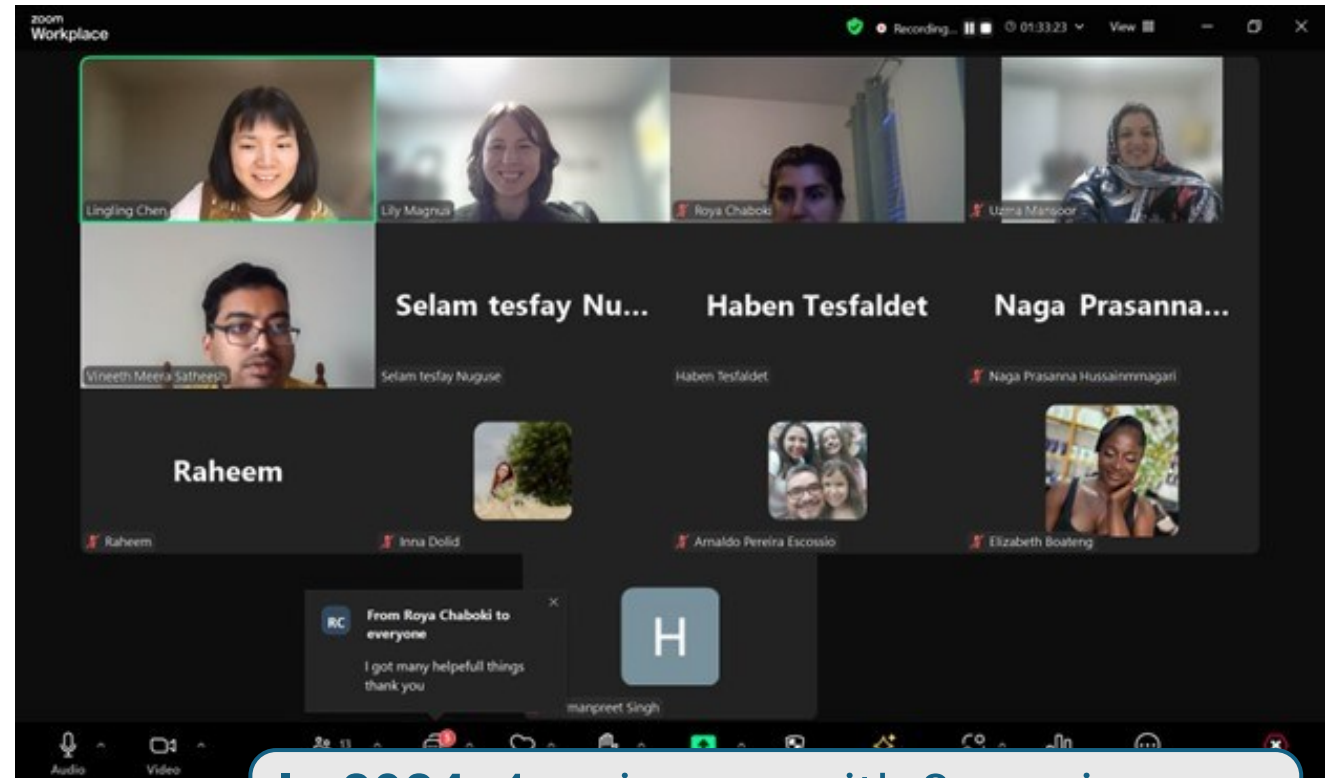 zoom
Workplace
Recording...
01:33:23
View
Lingling Chen
Lily Magnus
Roya Chaboki
Uzma Mansoor
Vineeth Meera Satheesh
Selam tesfay Nu...
Selam tesfay Nuguse
Haben Tesfaldet
Haben Tesfaldet
Naga Prasanna...
Naga Prasanna Hussainmmagari
Raheem
Raheem
Inna Dolid
Arnaldo Pereira Escossio
Elizabeth Boateng
RC
From Roya Chaboki to
everyone
I got many helpefull things
thank you
H
manpreet Singh
Audio
Video
13